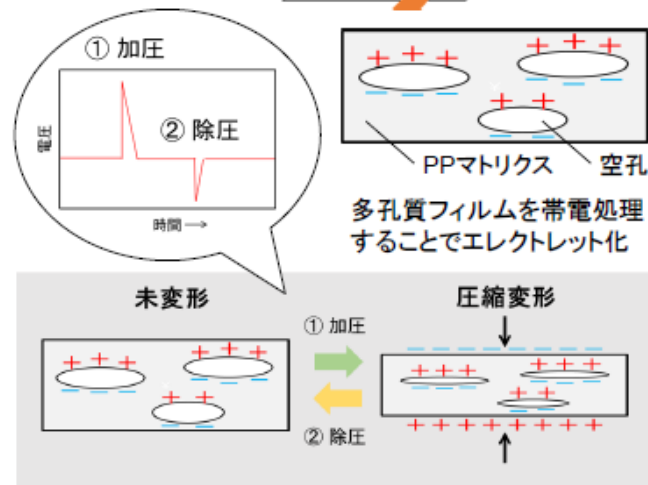 ① 加圧
② 除圧
電圧
時間 →
PPマトリクス
空孔
多孔質フィルムを帯電処理
することでエレクトレット化
未変形
圧縮変形
① 加圧
② 除圧